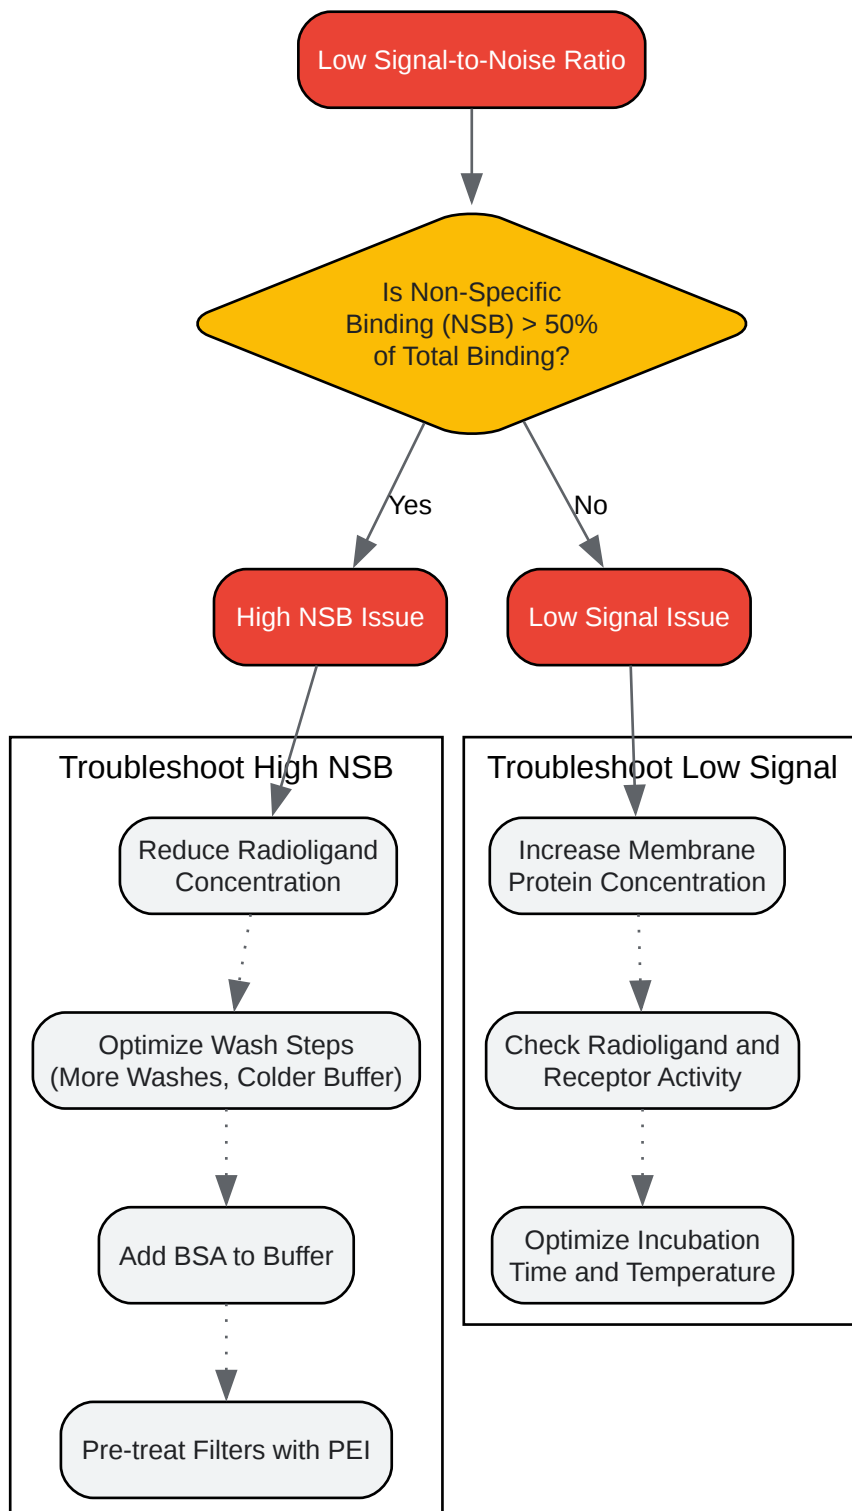 Low Signal-to-Noise Ratio
Is Non-Specific
Binding (NSB) > 50%
of Total Binding?
Yes
No
High NSB Issue
Low Signal Issue
Troubleshoot High NSB
Reduce Radioligand
Concentration
Optimize Wash Steps
(More Washes, Colder Buffer)
Add BSA to Buffer
Pre-treat Filters with PEI
Troubleshoot Low Signal
Increase Membrane
Protein Concentration
Check Radioligand and
Receptor Activity
Optimize Incubation
Time and Temperature